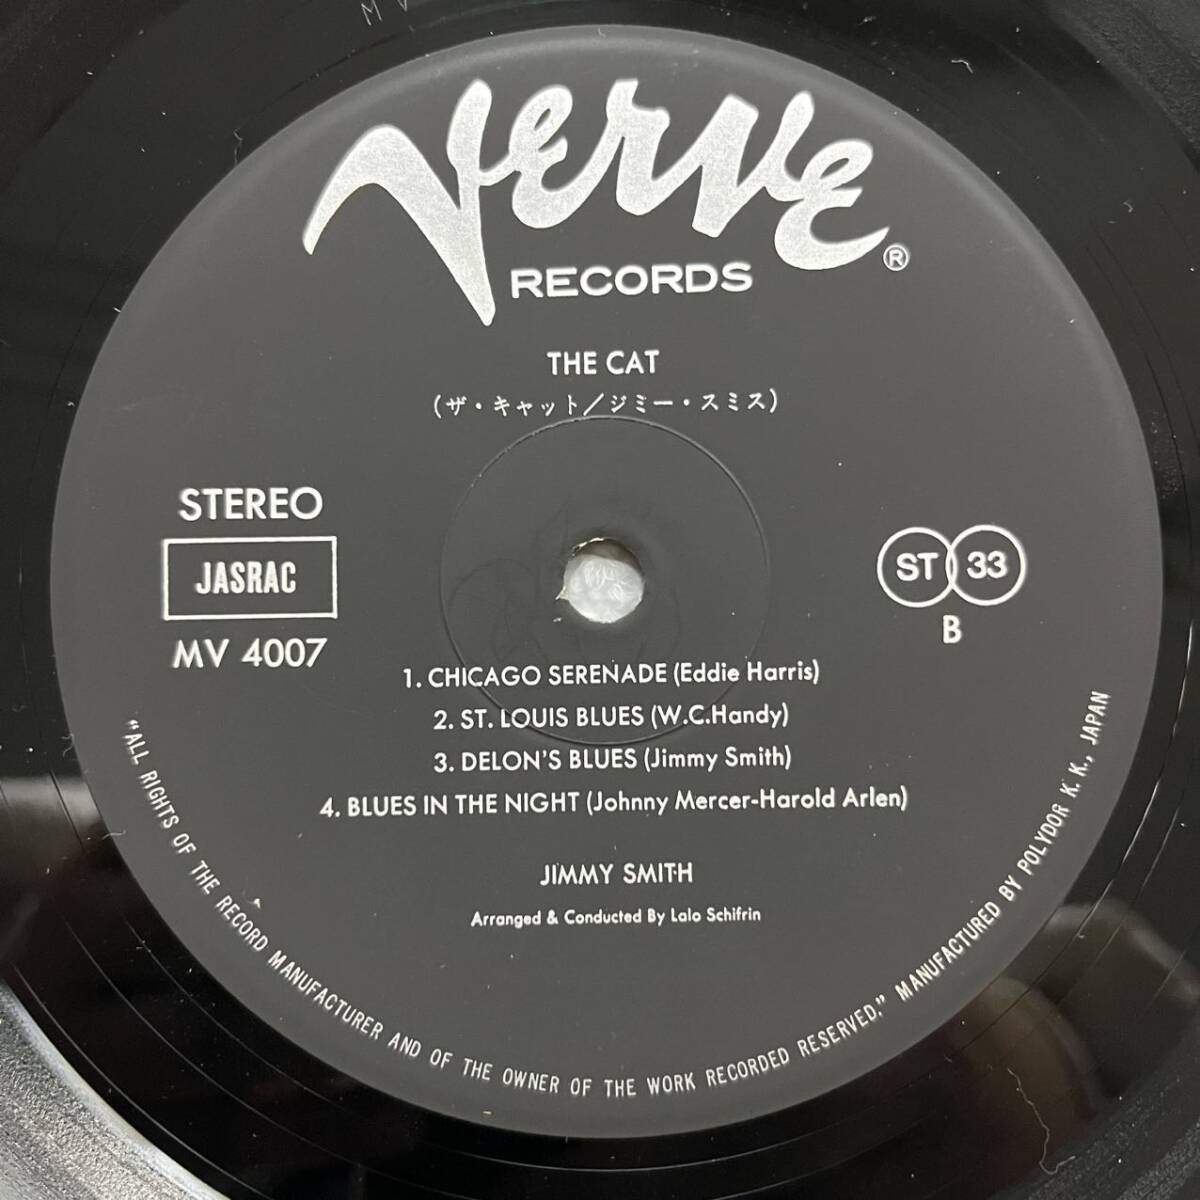 MV
Verve
RECORDS
®
THE CAT
(ザ・キャット/ジミー・スミス)
STEREO
JASRAC
MV 4007
ST 33
B
1. CHICAGO SERENADE (Eddie Harris)
2. ST. LOUIS BLUES (W.C.Handy)
3. DELON'S BLUES (Jimmy Smith)
4. BLUES IN THE NIGHT (Johnny Mercer-Harold Arlen)
JIMMY SMITH
Arranged & Conducted By Lalo Schifrin
"ALL RIGHTS OF THE RECORD MANUFACTURER AND OF THE OWNER OF THE WORK RECORDED RESERVED." MANUFACTURED BY POLYDOR K. K., JAPAN